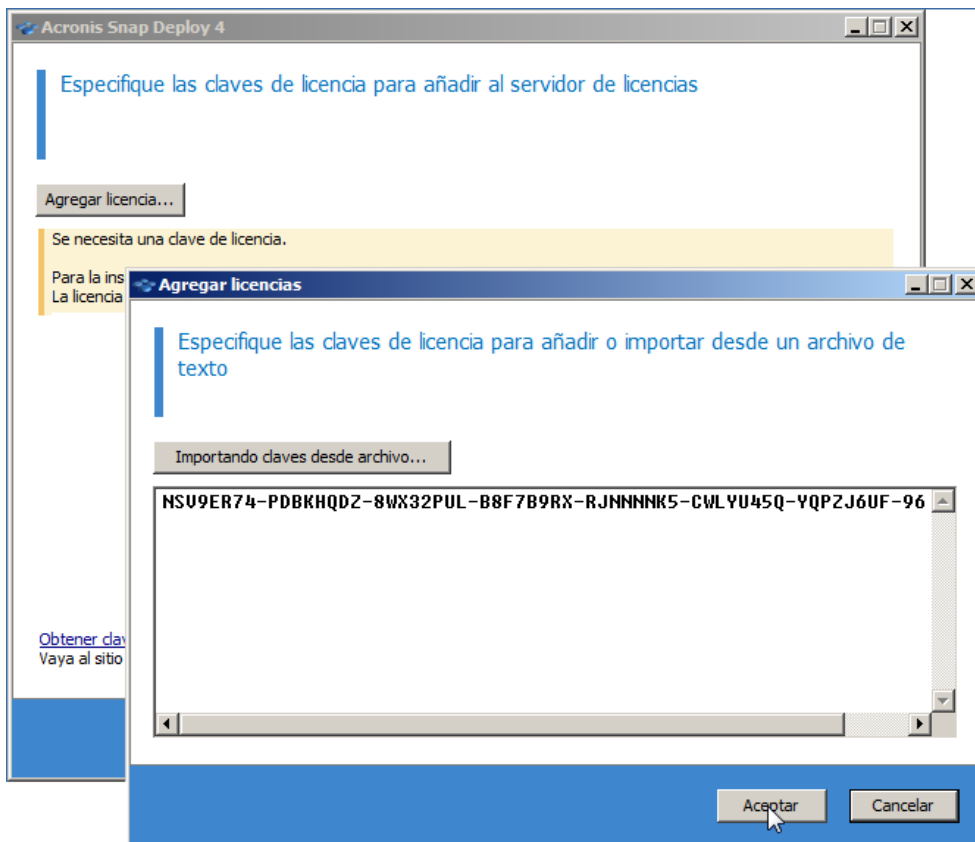 Acronis Snap Deploy 4
Especifique las claves de licencia para añadir al servidor de licencias
Agregar licencia...
Se necesita una clave de licencia.
Para la ins
La licencia
Agregar licencias
Especifique las claves de licencia para añadir o importar desde un archivo de
texto
Importando claves desde archivo...
NSV9ER74-PDBKHQDZ-8WX32PUL-B8F7B9RX-RJNNNNK5-CWLYU45Q-YQPZJ6UF-96
Obtener clav
Vaya al sitio
Aceptar
Cancelar